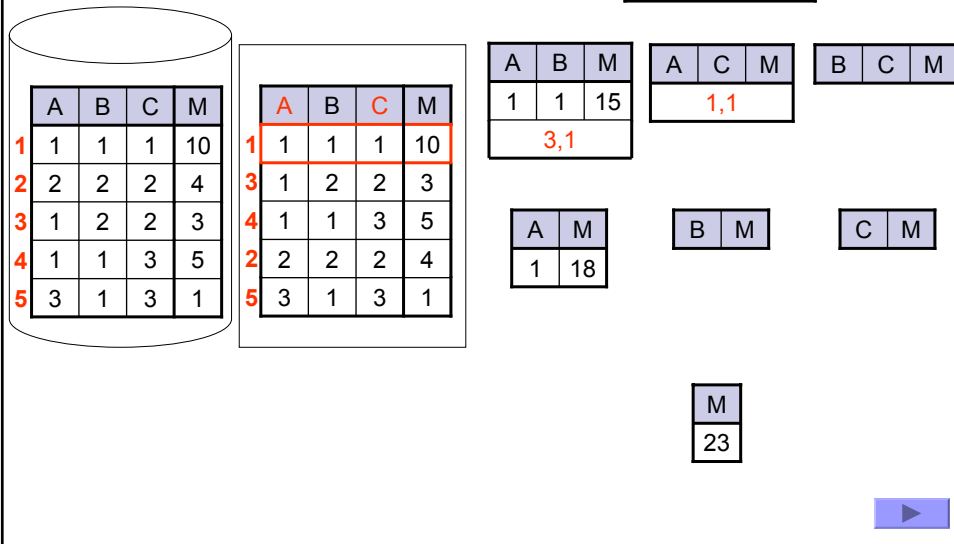 A B C M
1 1 1 1 10
2 2 2 2 4
3 1 2 2 3
4 1 1 3 5
5 3 1 3 1
A B C M
1 1 1 1 10
3 1 2 2 3
4 1 1 3 5
2 2 2 2 4
5 3 1 3 1
A B M
1 1 15
3,1
A C M
1,1
B C M
A M
1 18
B M
C M
M
23